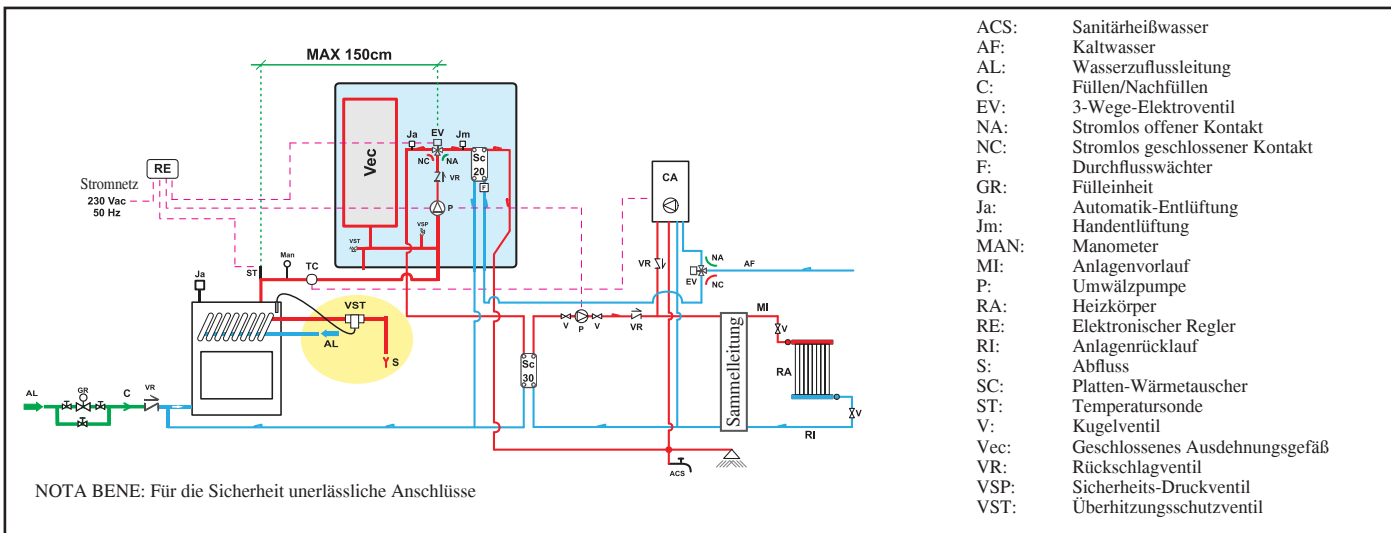 MAX 150cm
Vec
Ja
EV
Jm
NC
NA
Sc
20
F
VR
P
VSP
VST
RE
Stromnetz
230 Vac
50 Hz
CA
VR
NA
EV
NC
AF
ST
Man
TC
Ja
VST
AL
S
V
P
V
VR
MI
V
Sc
30
Sammelleitung
RA
V
RI
AL
GR
C
VR
ACS
NOTA BENE: Für die Sicherheit unerlässliche Anschlüsse
ACS: Sanitärheißwasser
AF: Kaltwasser
AL: Wasserzuflussleitung
C: Füllen/Nachfüllen
EV: 3-Wege-Elektroventil
NA: Stromlos offener Kontakt
NC: Stromlos geschlossener Kontakt
F: Durchflusswächter
GR: Fülleinheit
Ja: Automatik-Entlüftung
Jm: Handentlüftung
MAN: Manometer
MI: Anlagenvorlauf
P: Umwälzpumpe
RA: Heizkörper
RE: Elektronischer Regler
RI: Anlagenrücklauf
S: Abfluss
SC: Platten-Wärmetauscher
ST: Temperatursonde
V: Kugelventil
Vec: Geschlossenes Ausdehnungsgefäß
VR: Rückschlagventil
VSP: Sicherheits-Druckventil
VST: Überhitzungsschutzventil